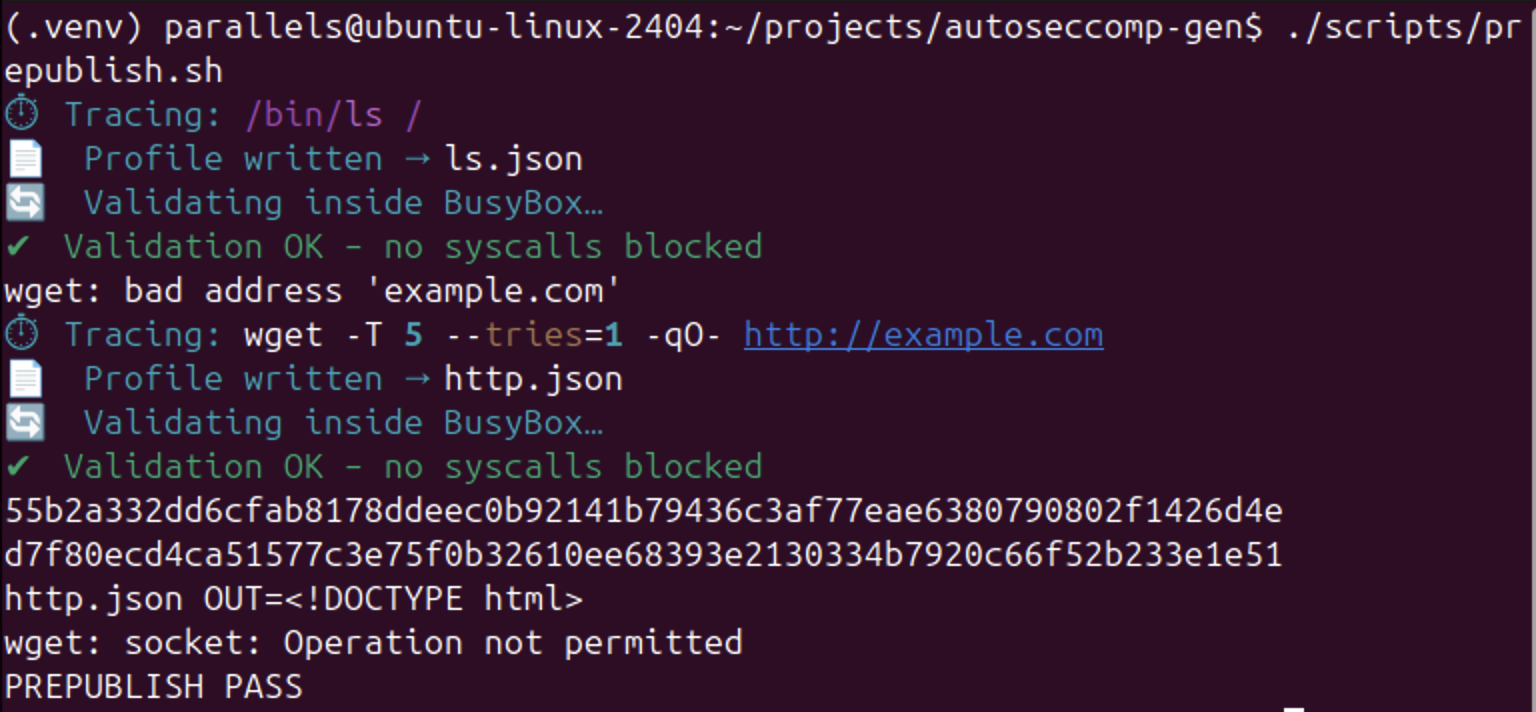 (.venv) parallels@ubuntu-linux-2404:~/projects/autoseccomp-gen$ ./scripts/pr
epublish.sh
⏱ Tracing: /bin/ls /
📄 Profile written → ls.json
🔄 Validating inside BusyBox…
✔ Validation OK – no syscalls blocked
wget: bad address 'example.com'
⏱ Tracing: wget -T 5 --tries=1 -qO- http://example.com
📄 Profile written → http.json
🔄 Validating inside BusyBox…
✔ Validation OK – no syscalls blocked
55b2a332dd6cfab8178ddeec0b92141b79436c3af77eae6380790802f1426d4e
d7f80ecd4ca51577c3e75f0b32610ee68393e2130334b7920c66f52b233e1e51
http.json OUT=<!DOCTYPE html>
wget: socket: Operation not permitted
PREPUBLISH PASS